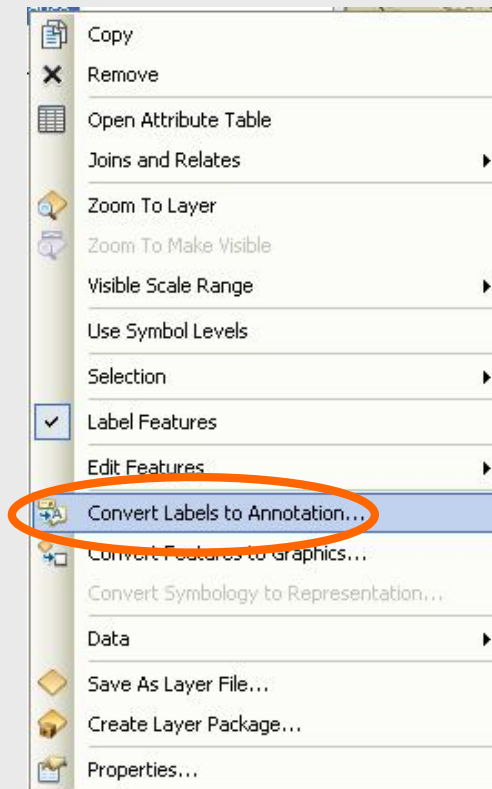 Copy
Remove
Open Attribute Table
Joins and Relates
Zoom To Layer
Zoom To Make Visible
Visible Scale Range
Use Symbol Levels
Selection
Label Features
Edit Features
Convert Labels to Annotation...
Convert Features to Graphics...
Convert Symbology to Representation...
Data
Save As Layer File...
Create Layer Package...
Properties...